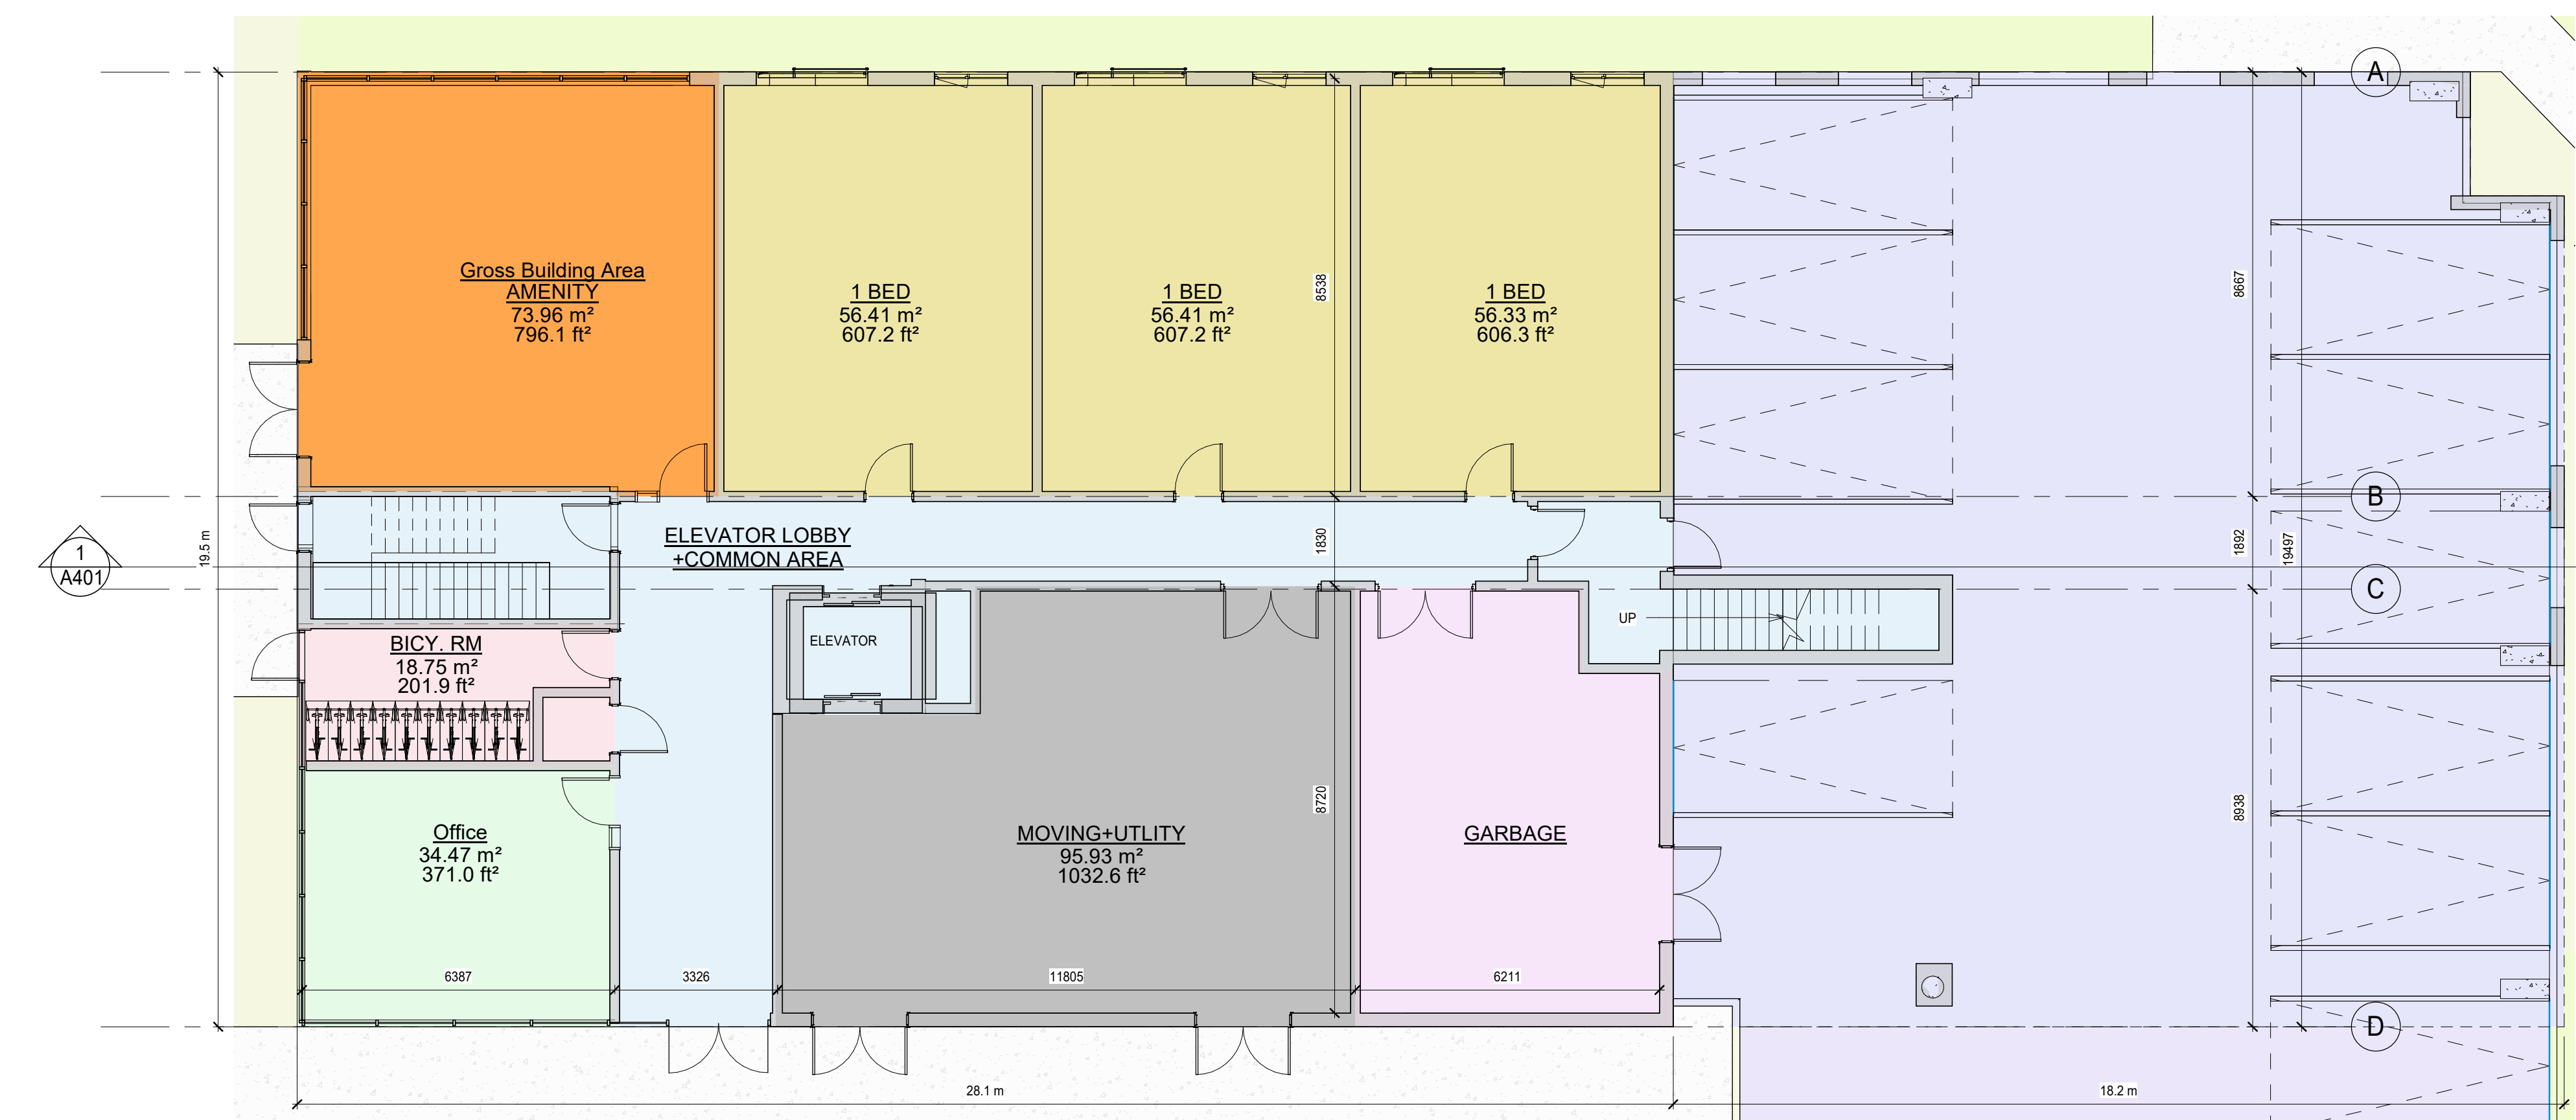 A
Gross Building Area
AMENITY
73.96 m²
796.1 ft²
1 BED
56.41 m²
607.2 ft²
1 BED
56.41 m²
607.2 ft²
8538
1 BED
56.33 m²
606.3 ft²
8667
B
1
A401
19.5 m
ELEVATOR LOBBY
+COMMON AREA
1830
1892
19497
C
ELEVATOR
UP
BICY. RM
18.75 m²
201.9 ft²
Office
34.47 m²
371.0 ft²
MOVING+UTLITY
95.93 m²
1032.6 ft²
8720
GARBAGE
8938
6387
3326
11805
6211
D
28.1 m
18.2 m